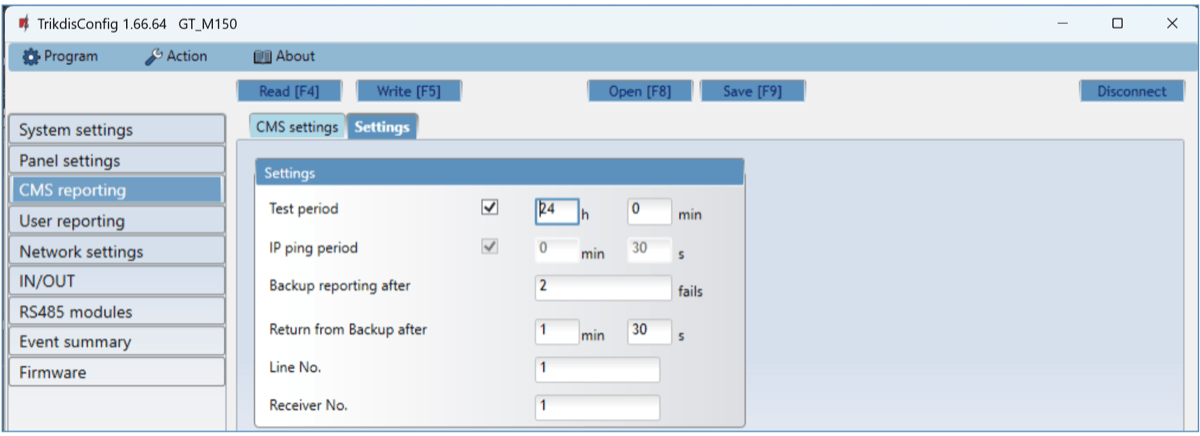 TrikdisConfig 1.66.64 GT_M150
Program Action About
Read [F4] Write [F5] Open [F8] Save [F9] Disconnect
System settings
Panel settings
CMS reporting
User reporting
Network settings
IN/OUT
RS485 modules
Event summary
Firmware
CMS settings Settings
Settings
Test period 24 h 0 min
IP ping period 0 min 30 s
Backup reporting after 2 fails
Return from Backup after 1 min 30 s
Line No. 1
Receiver No. 1